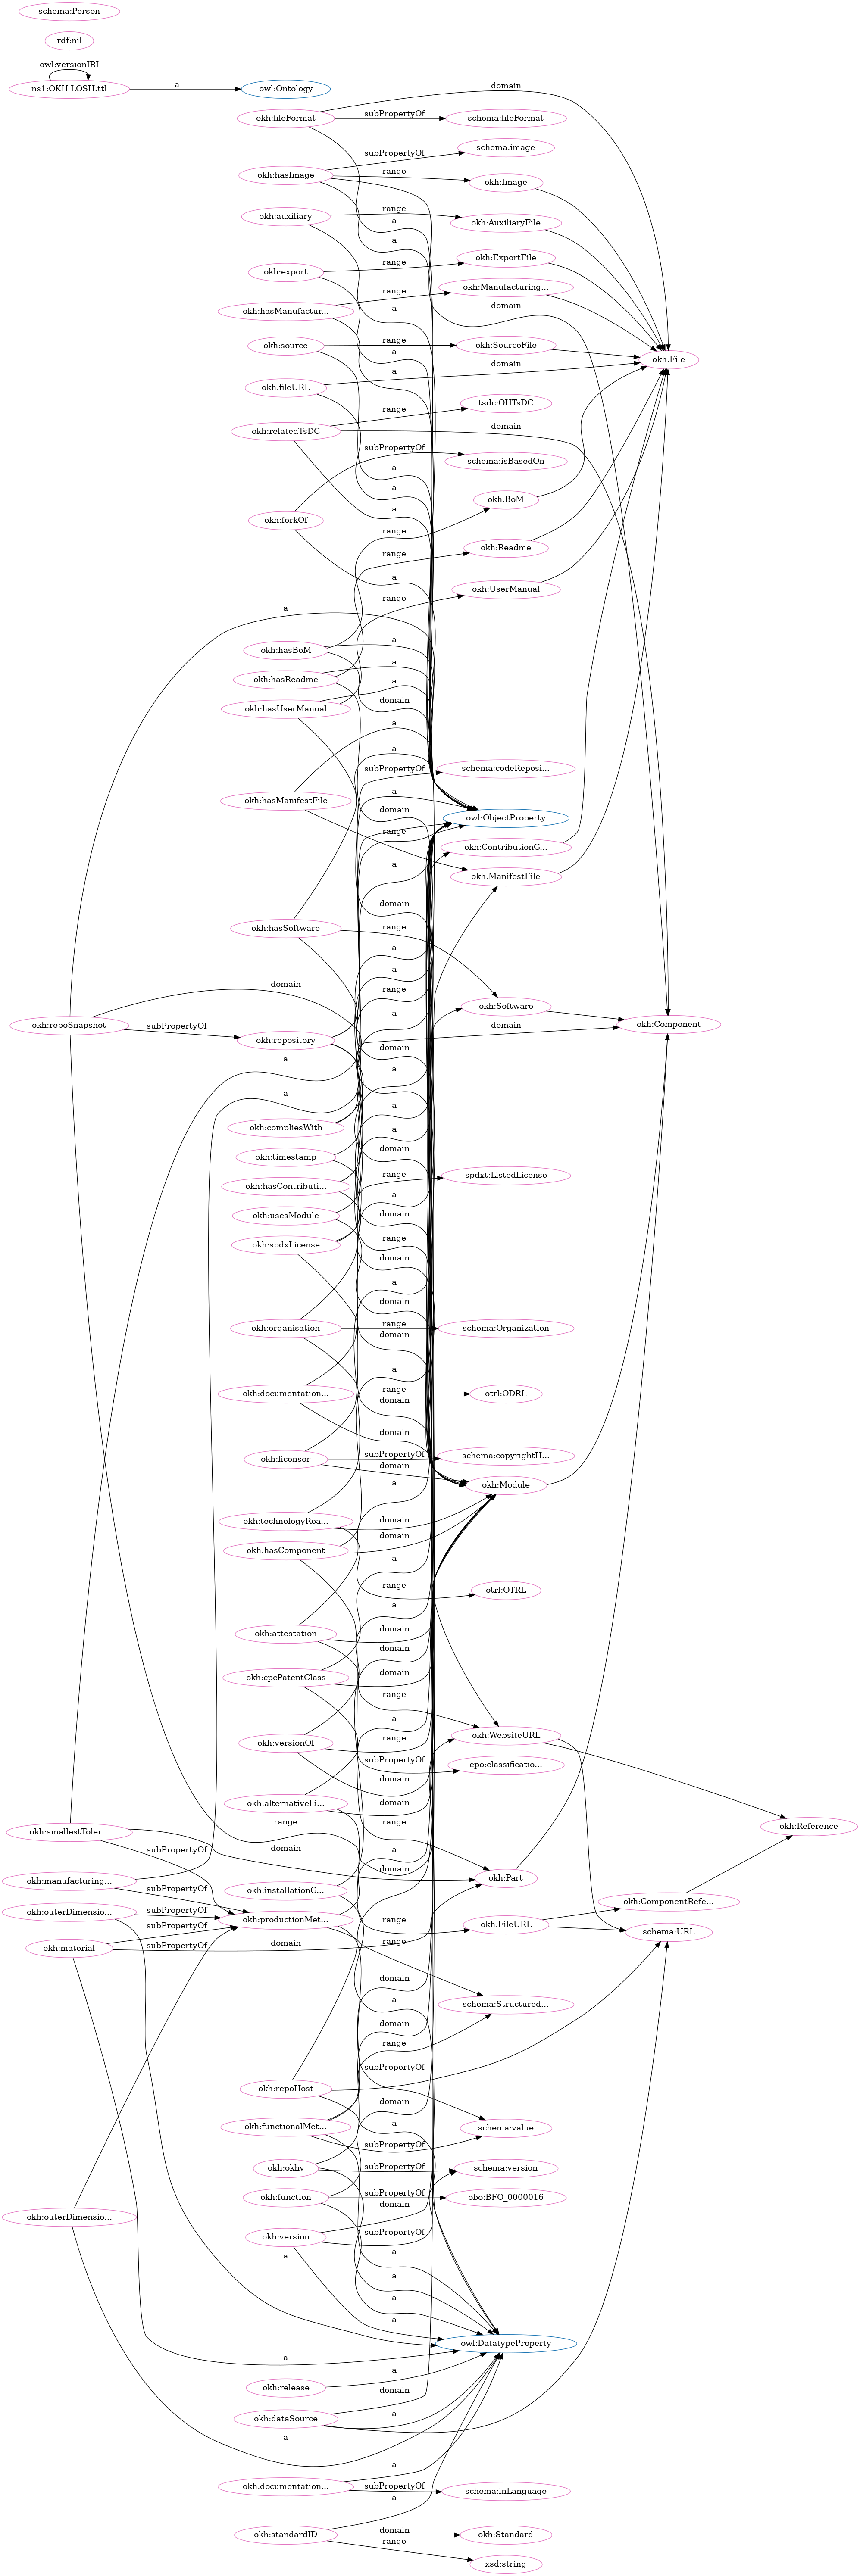 schema:Person
rdf:nil
owl:versionIRI
ns1:OKH-LOSH.ttl
a
owl:Ontology
domain
okh:fileFormat
subPropertyOf
schema:fileFormat
okh:hasImage
subPropertyOf
schema:image
range
okh:Image
okh:auxiliary
range
a
okh:AuxiliaryFile
a
okh:export
range
okh:ExportFile
okh:hasManufactur...
range
okh:Manufacturing...
a
domain
okh:source
range
okh:SourceFile
a
okh:File
okh:fileURL
a
domain
okh:relatedTsDC
range
tsdc:OHTsDC
domain
subPropertyOf
schema:isBasedOn
a
okh:BoM
a
okh:forkOf
a
range
okh:Readme
range
a
okh:UserManual
range
a
okh:hasBoM
a
okh:hasReadme
a
okh:hasUserManual
a
domain
okh:hasManifestFile
a
a
subPropertyOf
schema:codeReposi...
a
domain
owl:ObjectProperty
range
okh:ContributionG...
a
okh:ManifestFile
domain
okh:hasSoftware
range
a
a
domain
range
okh:Software
okh:repoSnapshot
subPropertyOf
okh:repository
a
domain
okh:Component
domain
a
a
a
okh:compliesWith
a
a
domain
okh:timestamp
range
spdxt:ListedLicense
okh:hasContributi...
a
okh:usesModule
domain
okh:spdxLicense
range
domain
a
domain
okh:organisation
range
schema:Organization
domain
a
okh:documentation...
range
otrl:ODRL
domain
domain
okh:licensor
subPropertyOf
schema:copyrightH...
domain
a
okh:Module
okh:technologyRea...
domain
okh:hasComponent
domain
a
range
otrl:OTRL
a
okh:attestation
domain
domain
okh:cpcPatentClass
domain
range
a
okh:WebsiteURL
okh:versionOf
range
subPropertyOf
epo:classificatio...
domain
okh:alternativeLi...
domain
range
range
okh:Reference
okh:smallestToler...
subPropertyOf
domain
a
domain
okh:Part
okh:manufacturing...
subPropertyOf
okh:installationG...
okh:ComponentRefe...
okh:outerDimensio...
subPropertyOf
okh:productionMet...
range
okh:FileURL
schema:URL
okh:material
subPropertyOf
subPropertyOf
domain
range
domain
a
schema:Structured...
domain
range
okh:repoHost
subPropertyOf
domain
okh:functionalMet...
a
schema:value
subPropertyOf
okh:okhv
subPropertyOf
schema:version
okh:function
subPropertyOf
obo:BFO_0000016
domain
okh:outerDimensio...
okh:version
subPropertyOf
a
a
a
a
a
owl:DatatypeProperty
a
a
okh:release
domain
okh:dataSource
a
a
a
okh:documentation...
subPropertyOf
schema:inLanguage
a
okh:standardID
domain
okh:Standard
range
xsd:string